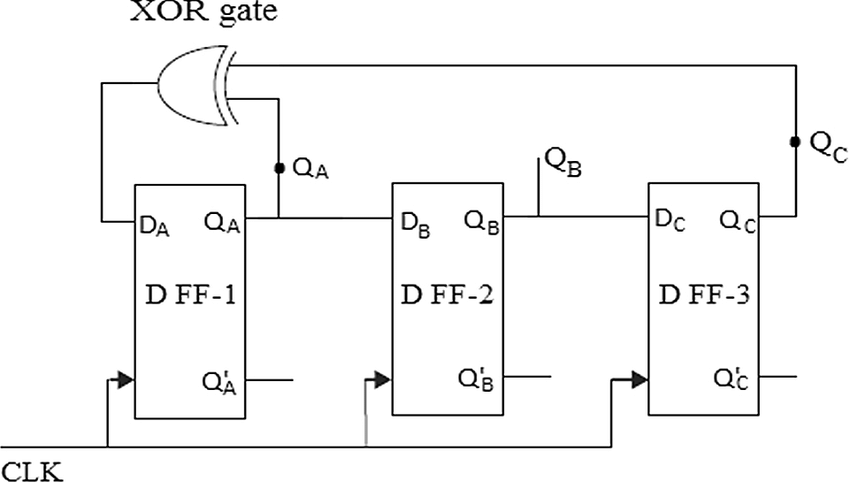 XOR gate
Q_C
Q_A
Q_B
D_A Q_A
D_B Q_B
D_C Q_C
D FF-1
D FF-2
D FF-3
Q'_A
Q'_B
Q'_C
CLK